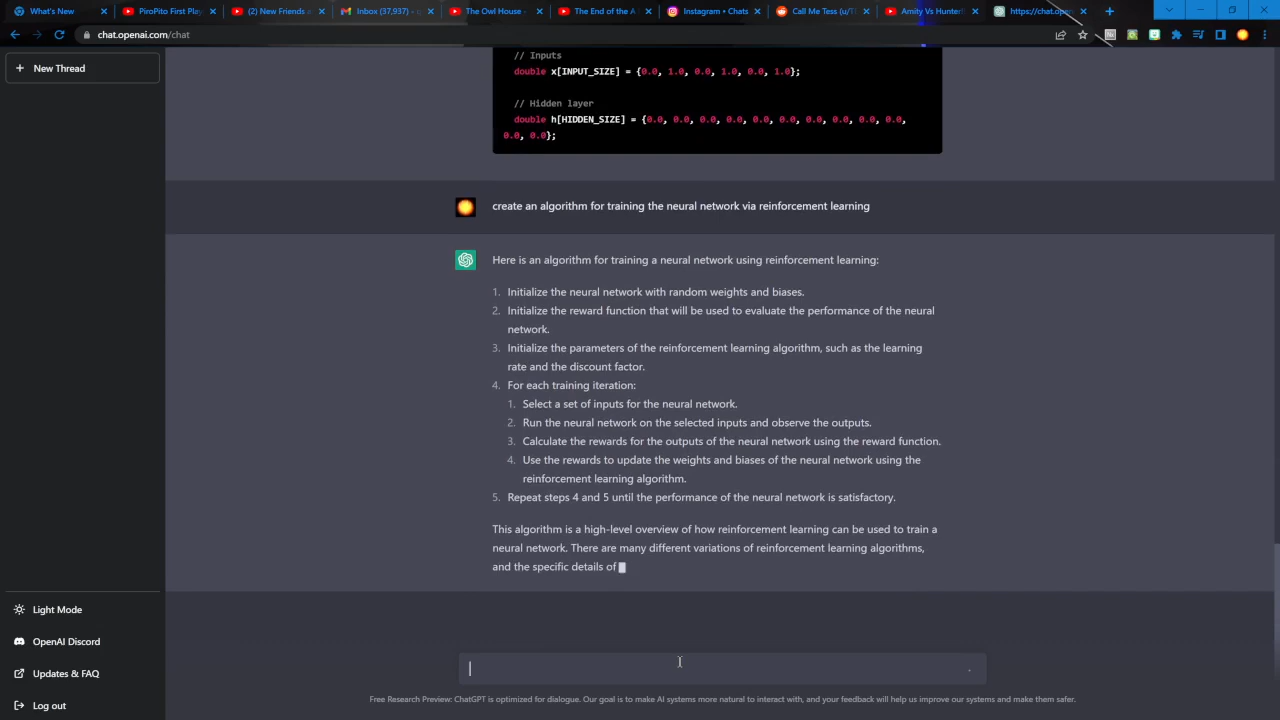 What's New
PiroPito First Play
(2) New Friends a
Inbox (37,937) -
The Owl House -
The End of the A
Instagram • Chats
Call Me Tess (u/T
Amity Vs Hunter
https://chat.open
chat.openai.com/chat
New Thread
// Inputs
double x[INPUT_SIZE] = {0.0, 1.0, 0.0, 1.0, 0.0, 1.0};
// Hidden layer
double h[HIDDEN_SIZE] = {0.0, 0.0, 0.0, 0.0, 0.0, 0.0, 0.0, 0.0, 0.0, 0.0,
0.0, 0.0};
create an algorithm for training the neural network via reinforcement learning
Here is an algorithm for training a neural network using reinforcement learning:
1. Initialize the neural network with random weights and biases.
2. Initialize the reward function that will be used to evaluate the performance of the neural
network.
3. Initialize the parameters of the reinforcement learning algorithm, such as the learning
rate and the discount factor.
4. For each training iteration:
1. Select a set of inputs for the neural network.
2. Run the neural network on the selected inputs and observe the outputs.
3. Calculate the rewards for the outputs of the neural network using the reward function.
4. Use the rewards to update the weights and biases of the neural network using the
reinforcement learning algorithm.
5. Repeat steps 4 and 5 until the performance of the neural network is satisfactory.
This algorithm is a high-level overview of how reinforcement learning can be used to train a
neural network. There are many different variations of reinforcement learning algorithms,
and the specific details of
Light Mode
OpenAI Discord
Updates & FAQ
Log out
Free Research Preview: ChatGPT is optimized for dialogue. Our goal is to make AI systems more natural to interact with, and your feedback will help us improve our systems and make them safer.